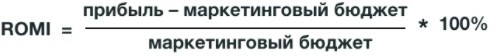 прибыль – маркетинговый бюджет
ROMI = * 100%
маркетинговый бюджет